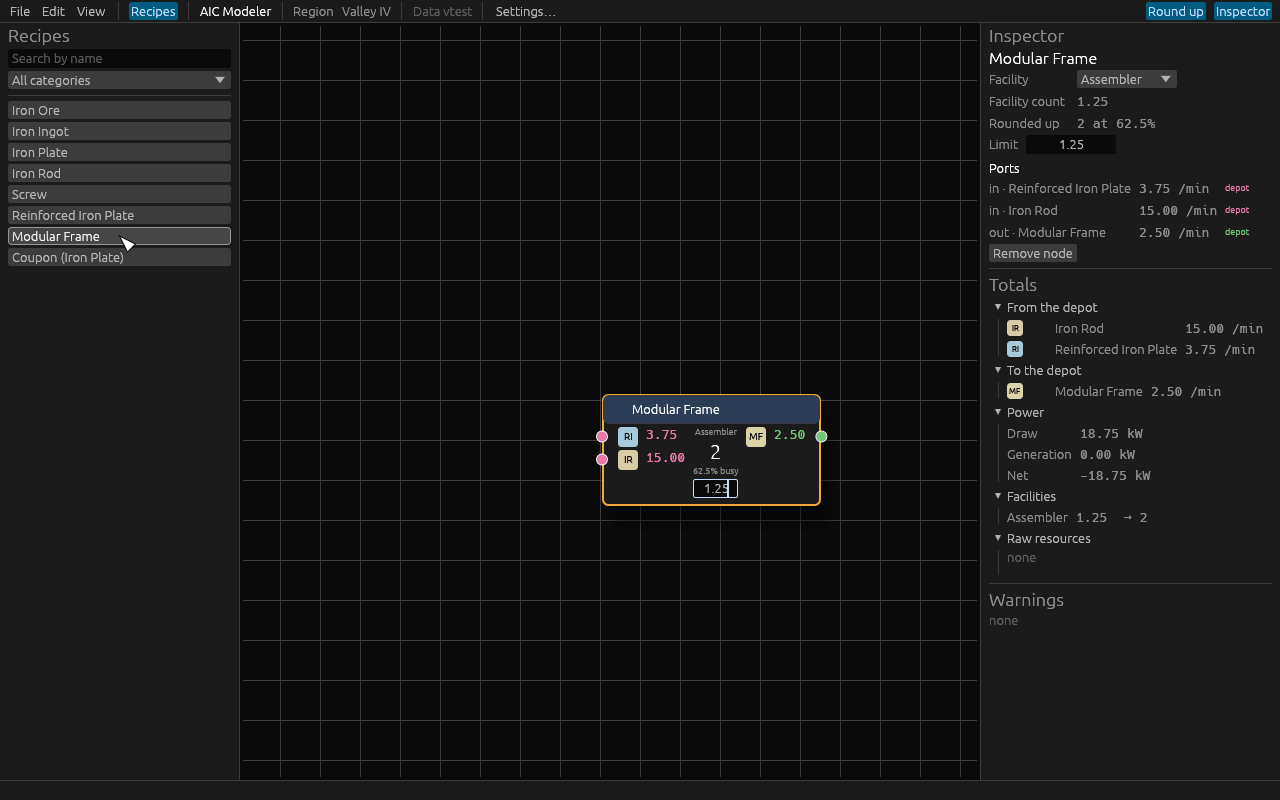 File Edit View Recipes AIC Modeler Region Valley IV Data vtest Settings... Round up Inspector
Recipes
Search by name
All categories
Iron Ore
Iron Ingot
Iron Plate
Iron Rod
Screw
Reinforced Iron Plate
Modular Frame
Coupon (Iron Plate)
Modular Frame
RI 3.75 Assembler MF 2.50
2
IR 15.00
62.5% busy
1.25
Inspector
Modular Frame
Facility Assembler
Facility count 1.25
Rounded up 2 at 62.5%
Limit 1.25
Ports
in · Reinforced Iron Plate 3.75 /min depot
in · Iron Rod 15.00 /min depot
out · Modular Frame 2.50 /min depot
Remove node
Totals
From the depot
IR Iron Rod 15.00 /min
RI Reinforced Iron Plate 3.75 /min
To the depot
MF Modular Frame 2.50 /min
Power
Draw 18.75 kW
Generation 0.00 kW
Net −18.75 kW
Facilities
Assembler 1.25 → 2
Raw resources
none
Warnings
none